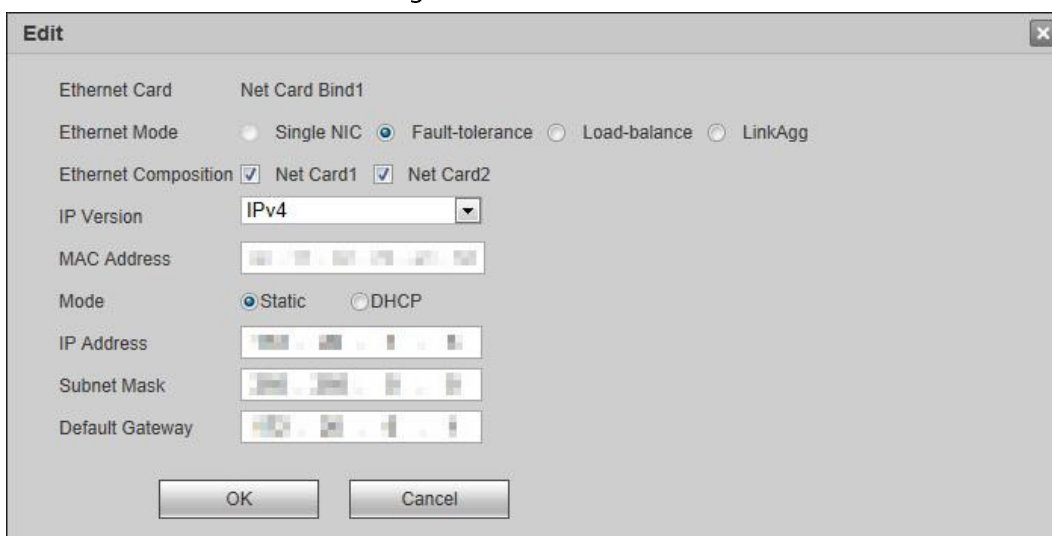 Edit
Ethernet Card Net Card Bind1
Ethernet Mode Single NIC Fault-tolerance Load-balance LinkAgg
Ethernet Composition Net Card1 Net Card2
IP Version IPv4
MAC Address
Mode Static DHCP
IP Address
Subnet Mask
Default Gateway
OK Cancel